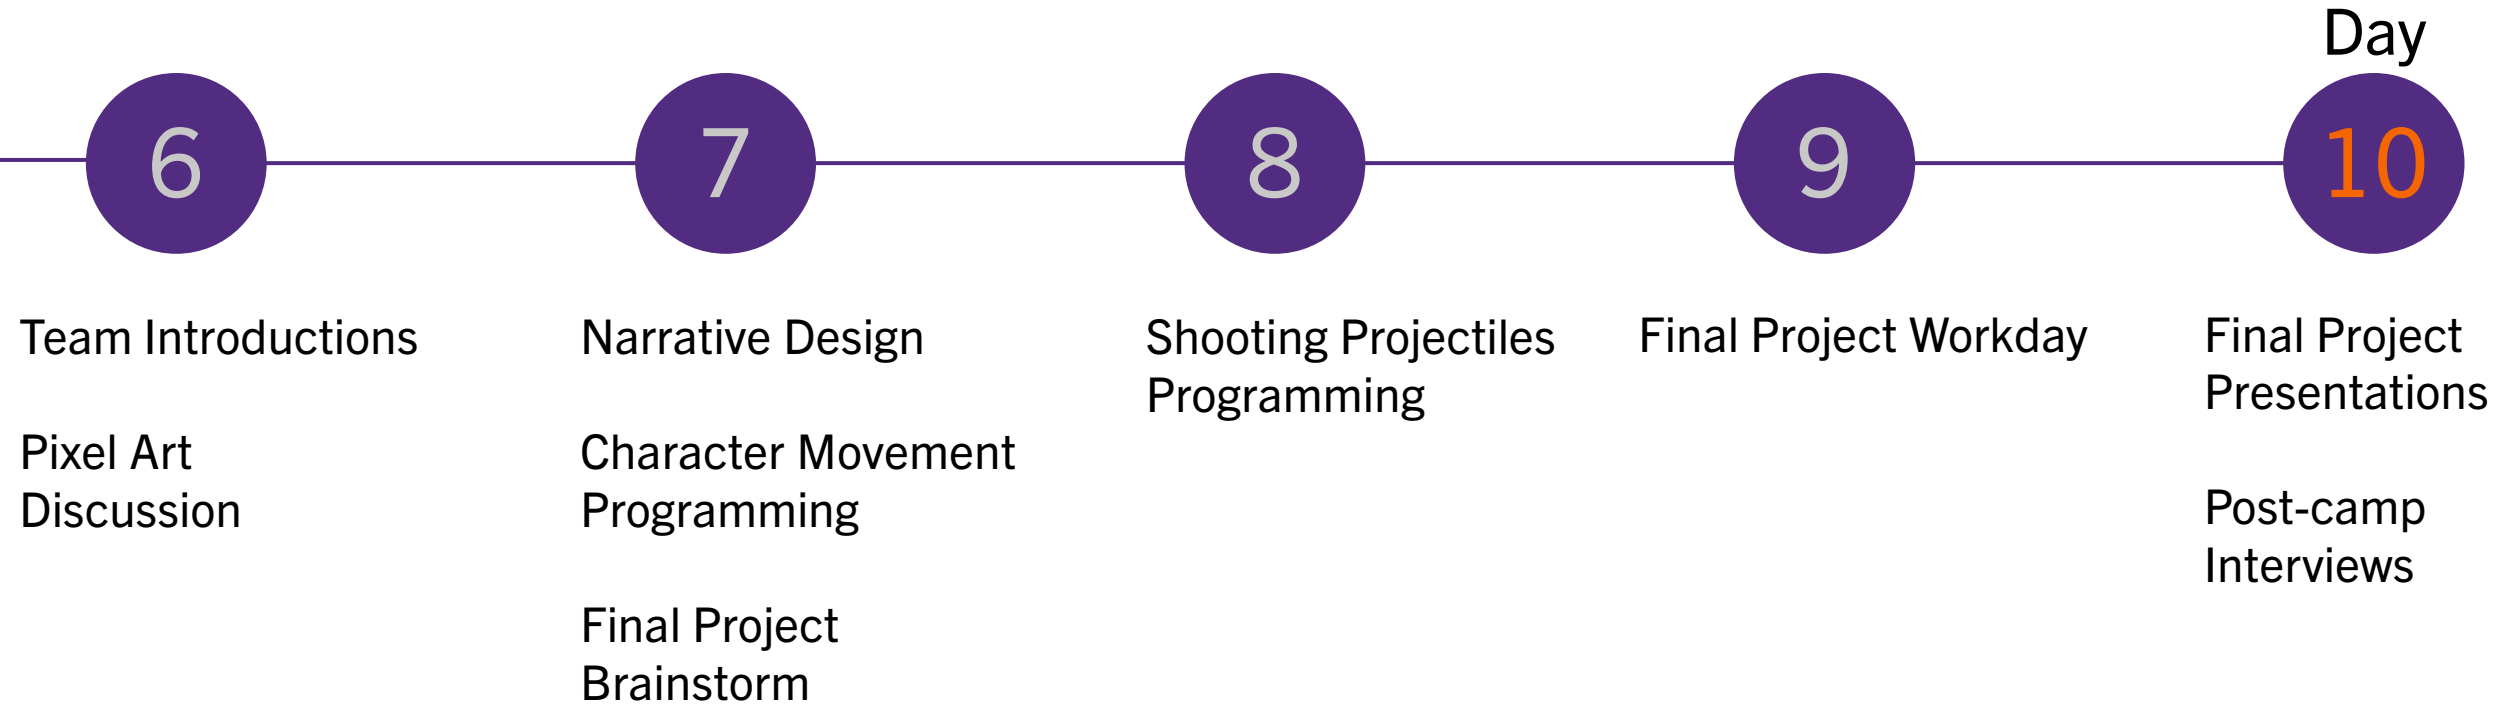 Day
6
7
8
9
10
Team Introductions
Pixel Art
Discussion
Narrative Design
Character Movement
Programming
Final Project
Brainstorm
Shooting Projectiles
Programming
Final Project Workday
Final Project
Presentations
Post-camp
Interviews